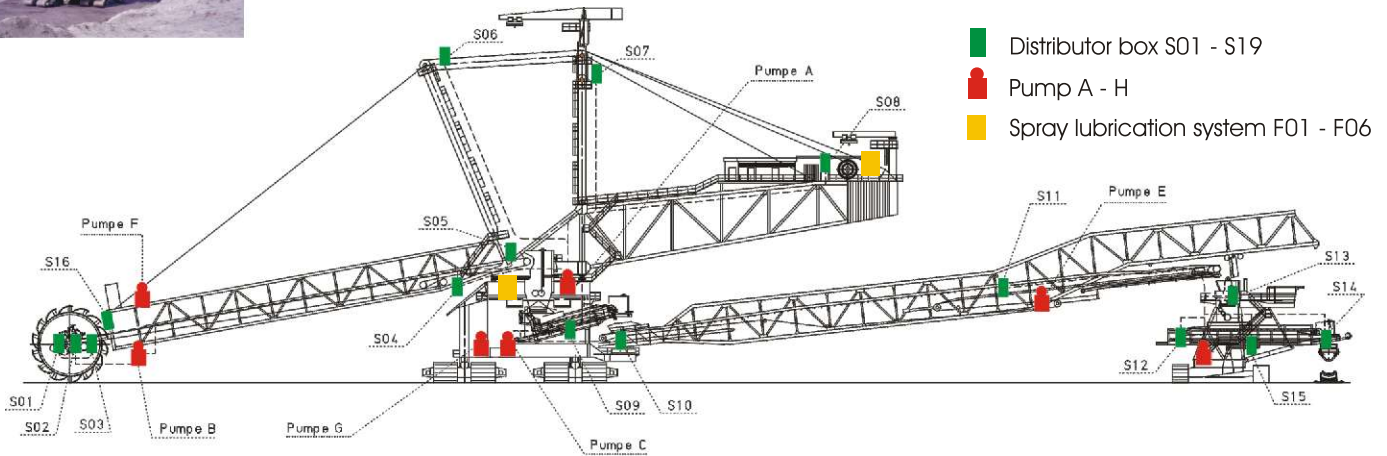 S06
S07
Pumpe A
Distributor box S01 - S19
Pump A - H
Spray lubrication system F01 - F06
S08
S11
Pumpe E
Pumpe F
S05
S16
S13
S14
S04
S12
S01
S02
S03
Pumpe B
Pumpe G
S09
S10
Pumpe C
S15